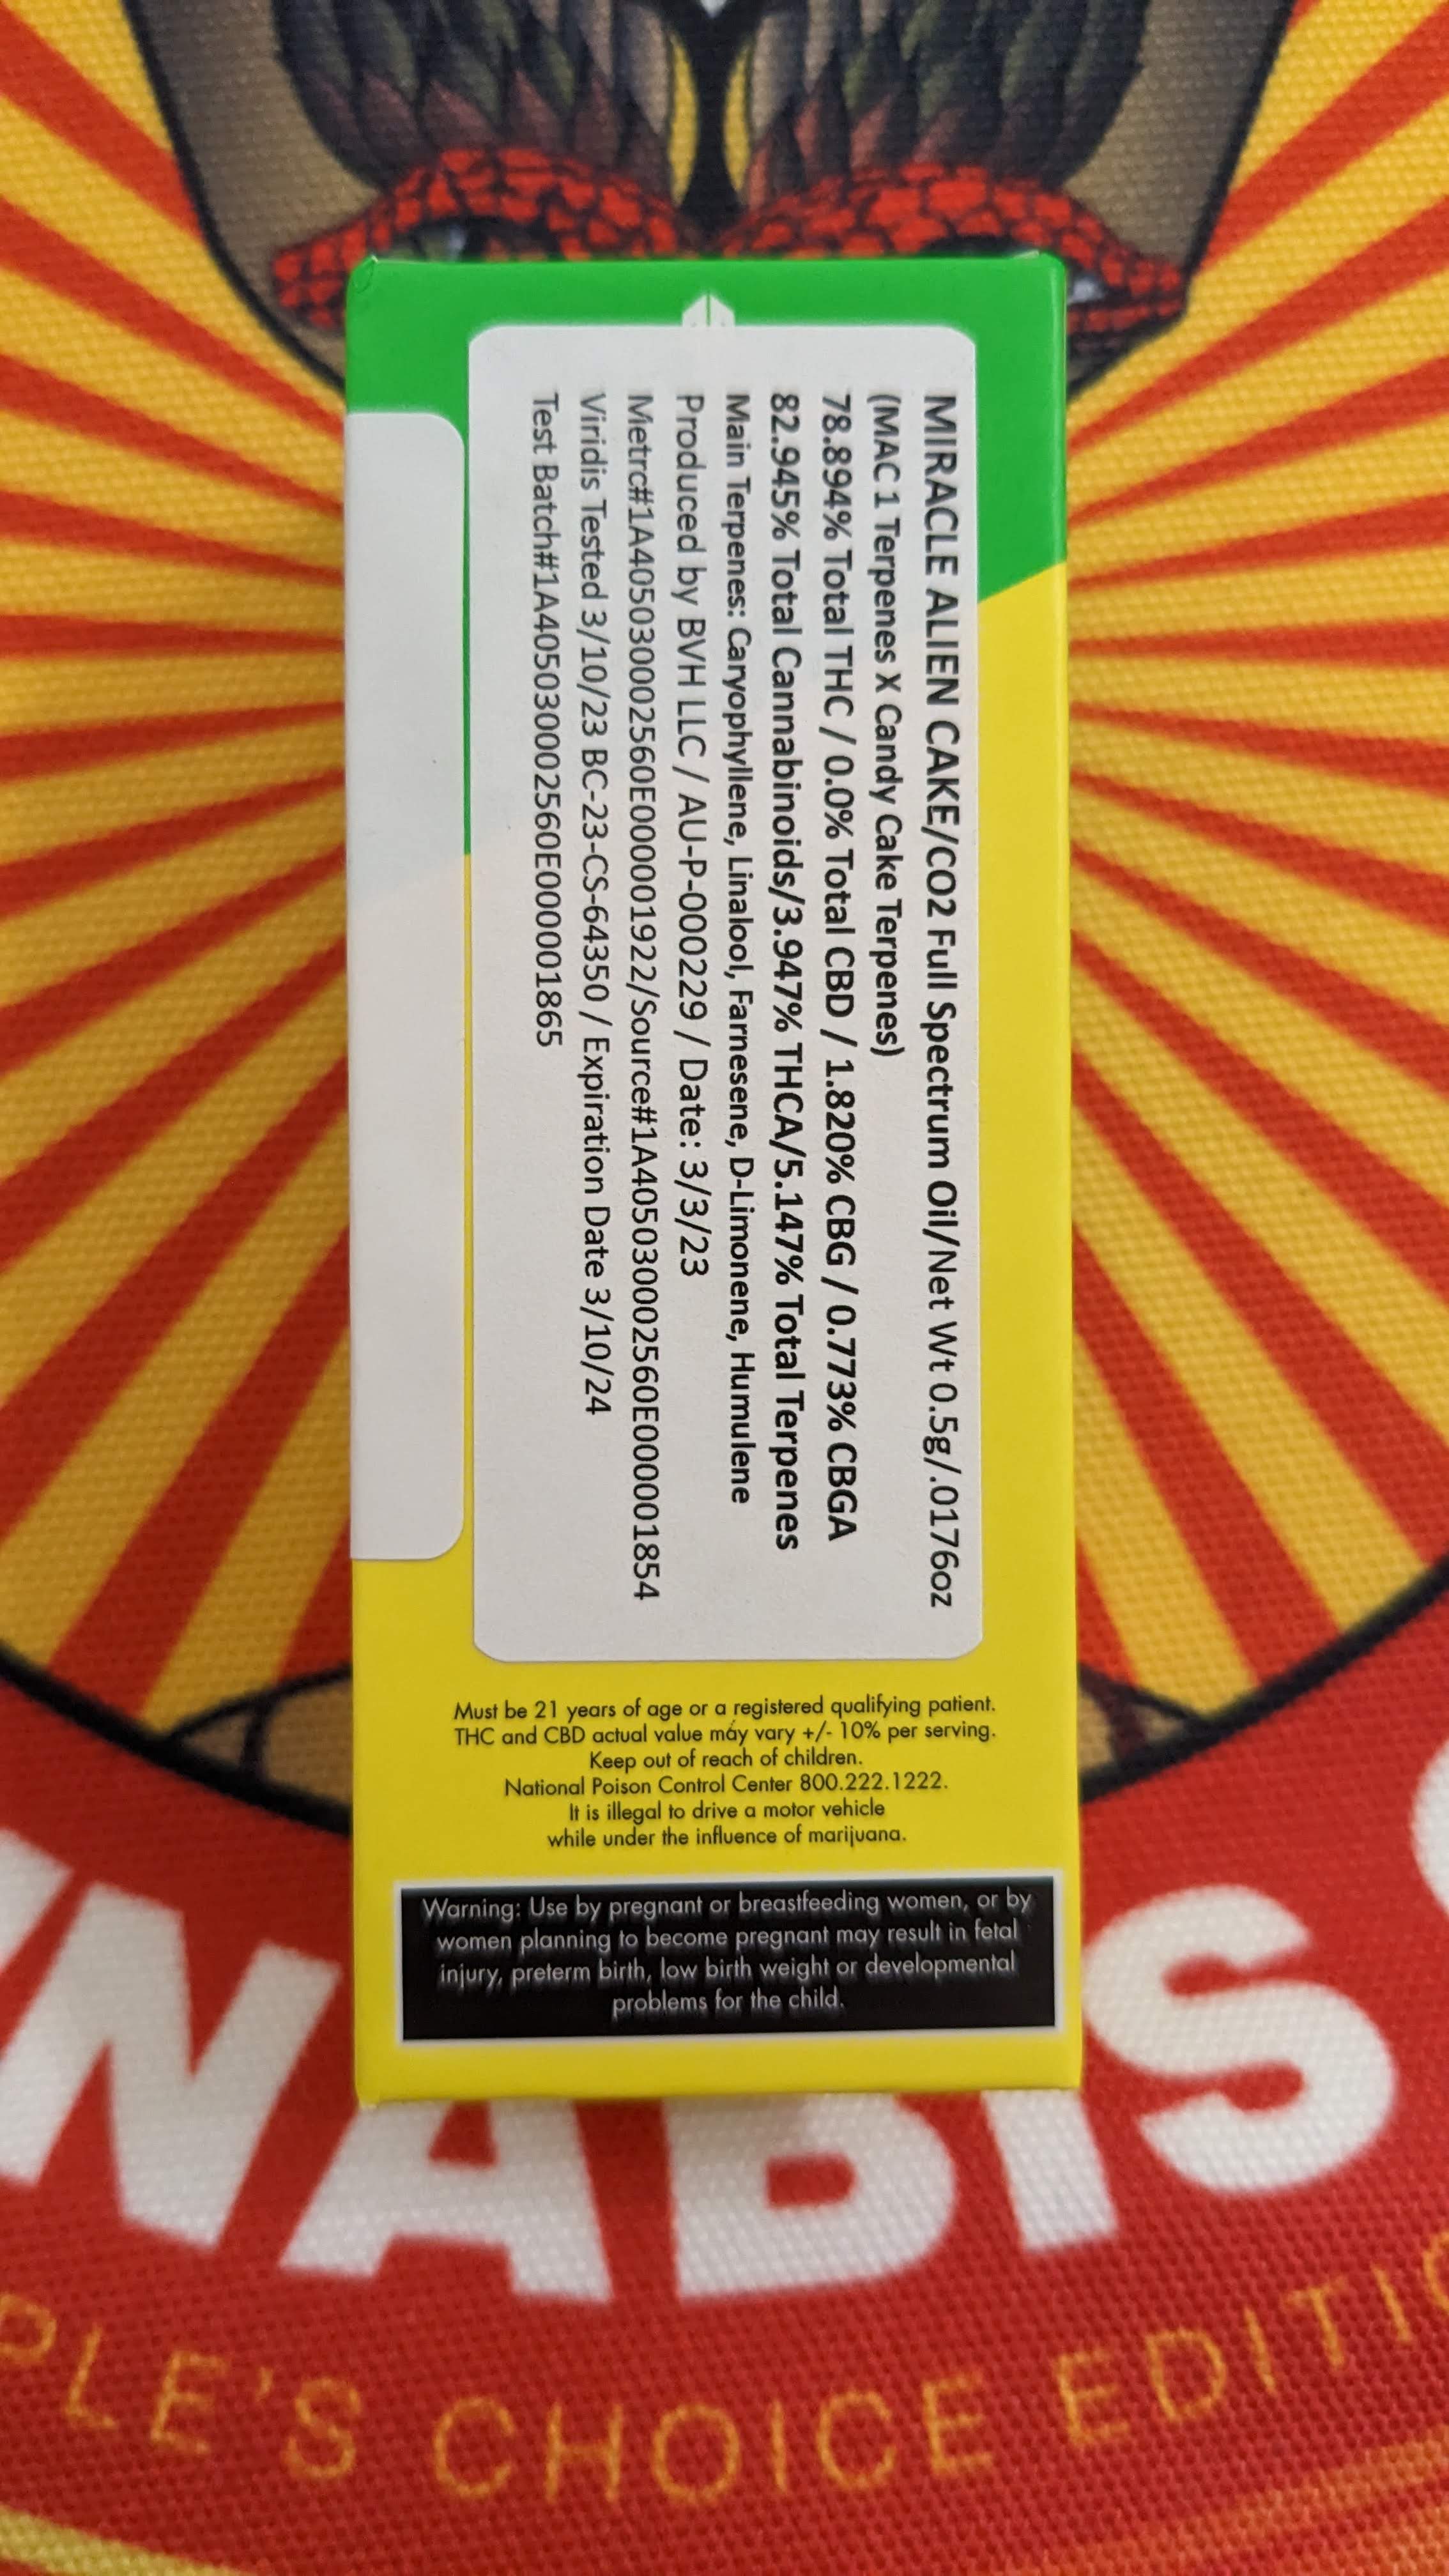 MIRACLE ALIEN CAKE/CO2 Full Spectrum Oil/Net Wt 0.5g/.0176oz
(MAC 1 Terpenes X Candy Cake Terpenes)
78.894% Total THC / 0.0% Total CBD / 1.820% CBG / 0.773% CBGA
82.945% Total Cannabinoids/3.947% THCA/5.147% Total Terpenes
Main Terpenes: Caryophyllene, Linalool, Farnesene, D-Limonene, Humulene
Produced by BVH LLC / AU-P-000229 / Date: 3/3/23
Metrc#1A4050300002560E000001922/Source#1A4050300002560E000001854
Viridis Tested 3/10/23 BC-23-CS-64350 / Expiration Date 3/10/24
Test Batch#1A4050300002560E000001865
Must be 21 years of age or a registered qualifying patient.
THC and CBD actual value may vary +/- 10% per serving.
Keep out of reach of children.
National Poison Control Center 800.222.1222.
It is illegal to drive a motor vehicle
while under the influence of marijuana.
Warning: Use by pregnant or breastfeeding women, or by
women planning to become pregnant may result in fetal
injury, preterm birth, low birth weight or developmental
problems for the child.
NNABIS C
PLE'S CHOICE EDITIO